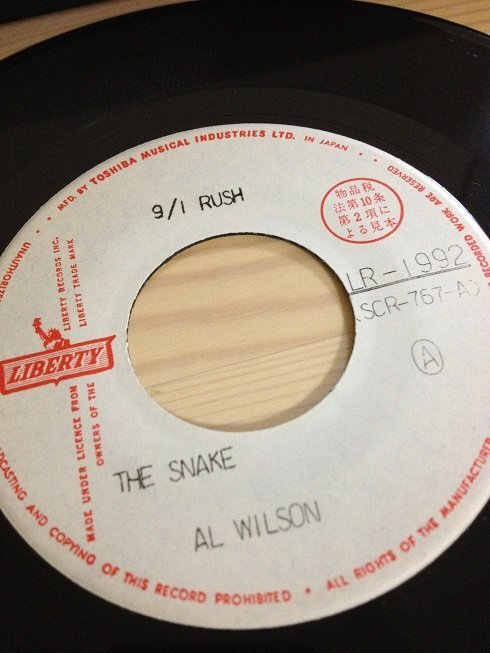 MFD. BY TOSHIBA MUSICAL INDUSTRIES LTD. IN JAPAN
RECORDED WORK ARE RESERVED
9/1 RUSH
物品税
法第10条
第2項に
よる見本
LR-1992
(SCR-767-A)
A
LIBERTY RECORDS INC.
LIBERTY TRADE MARK
LIBERTY
MADE UNDER LICENCE FROM
OWNERS OF THE
THE SNAKE
AL WILSON
UNAUTHORIZE
DCASTING AND COPYING OF THIS RECORD PROHIBITED • ALL RIGHTS OF THE MANUFACTURER